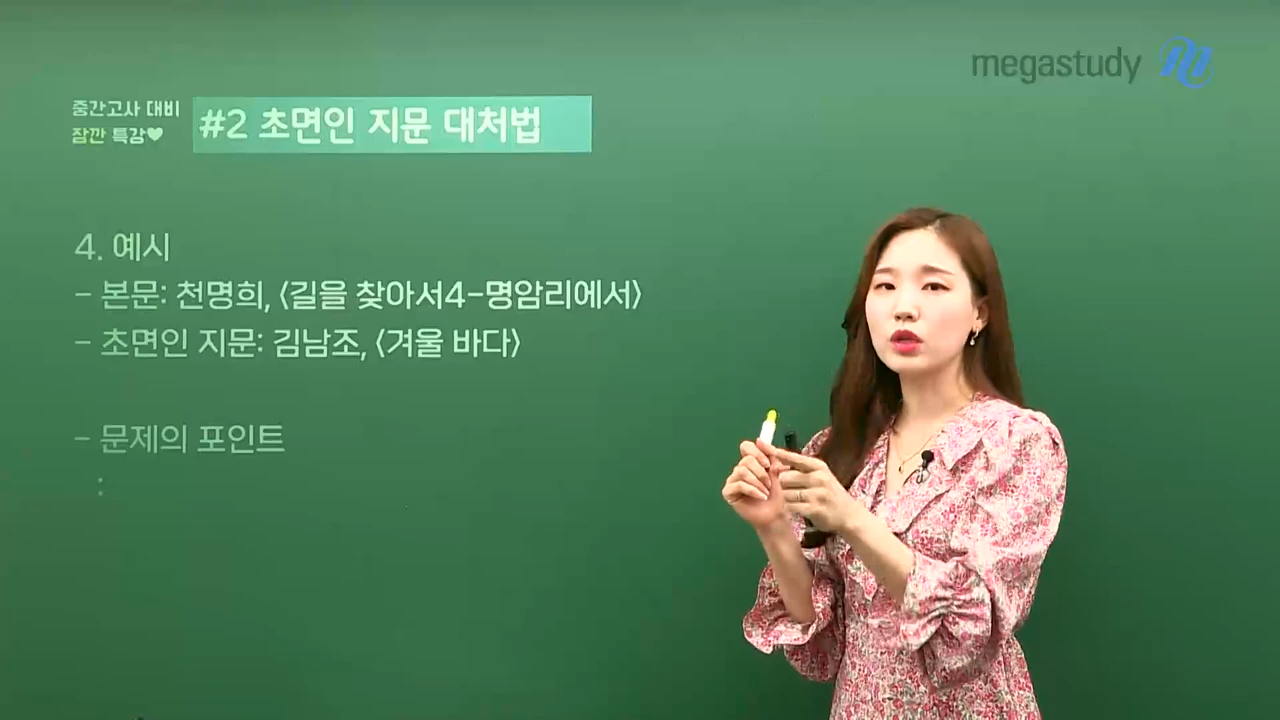 megastudy
중간고사 대비
잠깐 특강♥
#2 초면인 지문 대처법
4. 예시
- 본문: 천명희, 〈길을 찾아서4-명암리에서〉
- 초면인 지문: 김남조, 〈겨울 바다〉
- 문제의 포인트
: